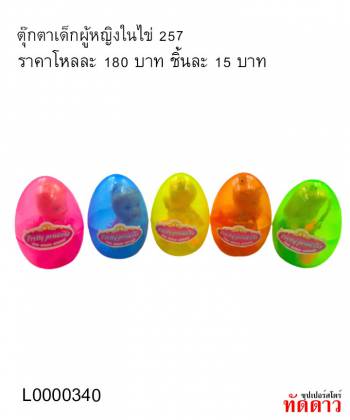 ตุ๊กตาเด็กผู้หญิงในไข่ 257
ราคาโหลละ 180 บาท ชิ้นละ 15 บาท
Pretty princess
L0000340
ซุปเปอร์สโตร์
ทัดดาว